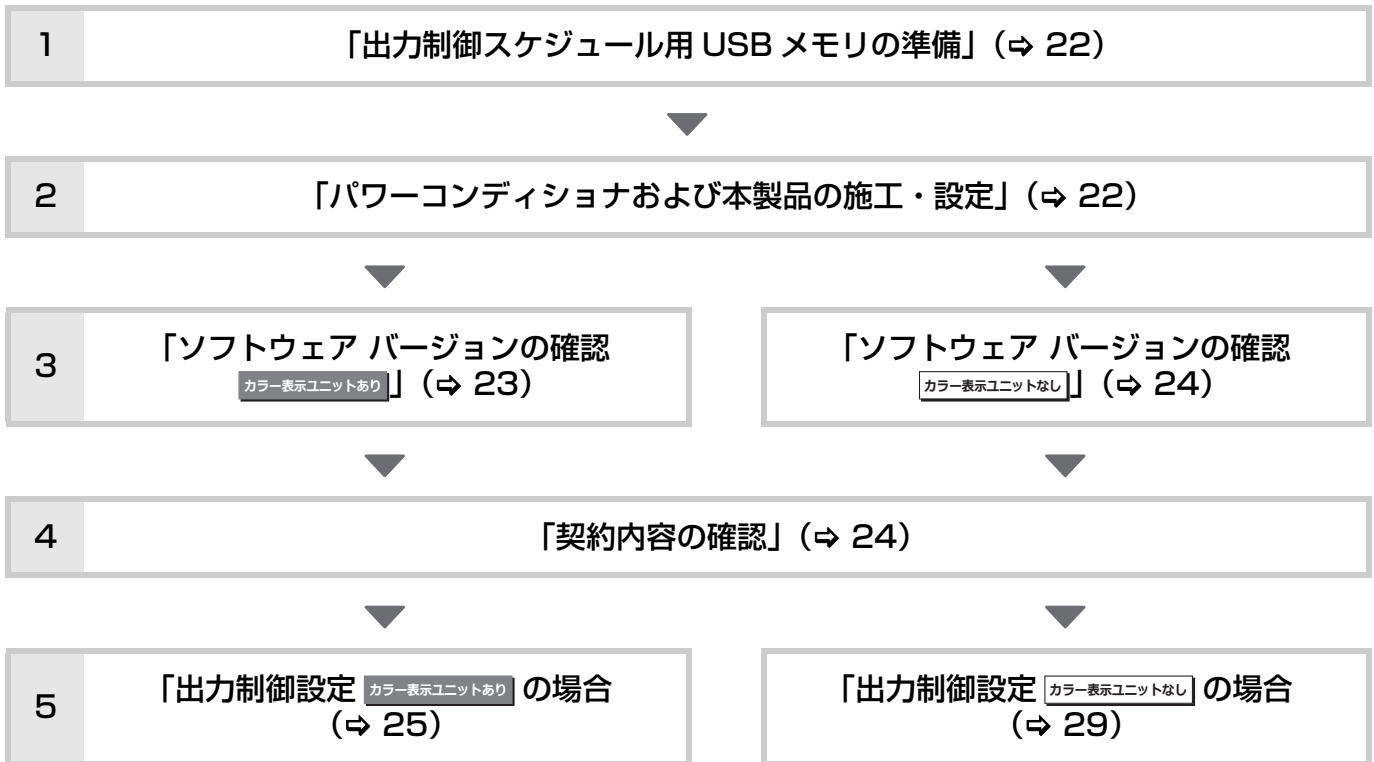 1
「出力制御スケジュール用 USB メモリの準備」（⇨ 22）
2
「パワーコンディショナおよび本製品の施工・設定」（⇨ 22）
3
「ソフトウェア バージョンの確認
カラー表示ユニットあり」（⇨ 23）
「ソフトウェア バージョンの確認
カラー表示ユニットなし」（⇨ 24）
4
「契約内容の確認」（⇨ 24）
5
「出力制御設定 カラー表示ユニットあり の場合
（⇨ 25）
「出力制御設定 カラー表示ユニットなし の場合
（⇨ 29）